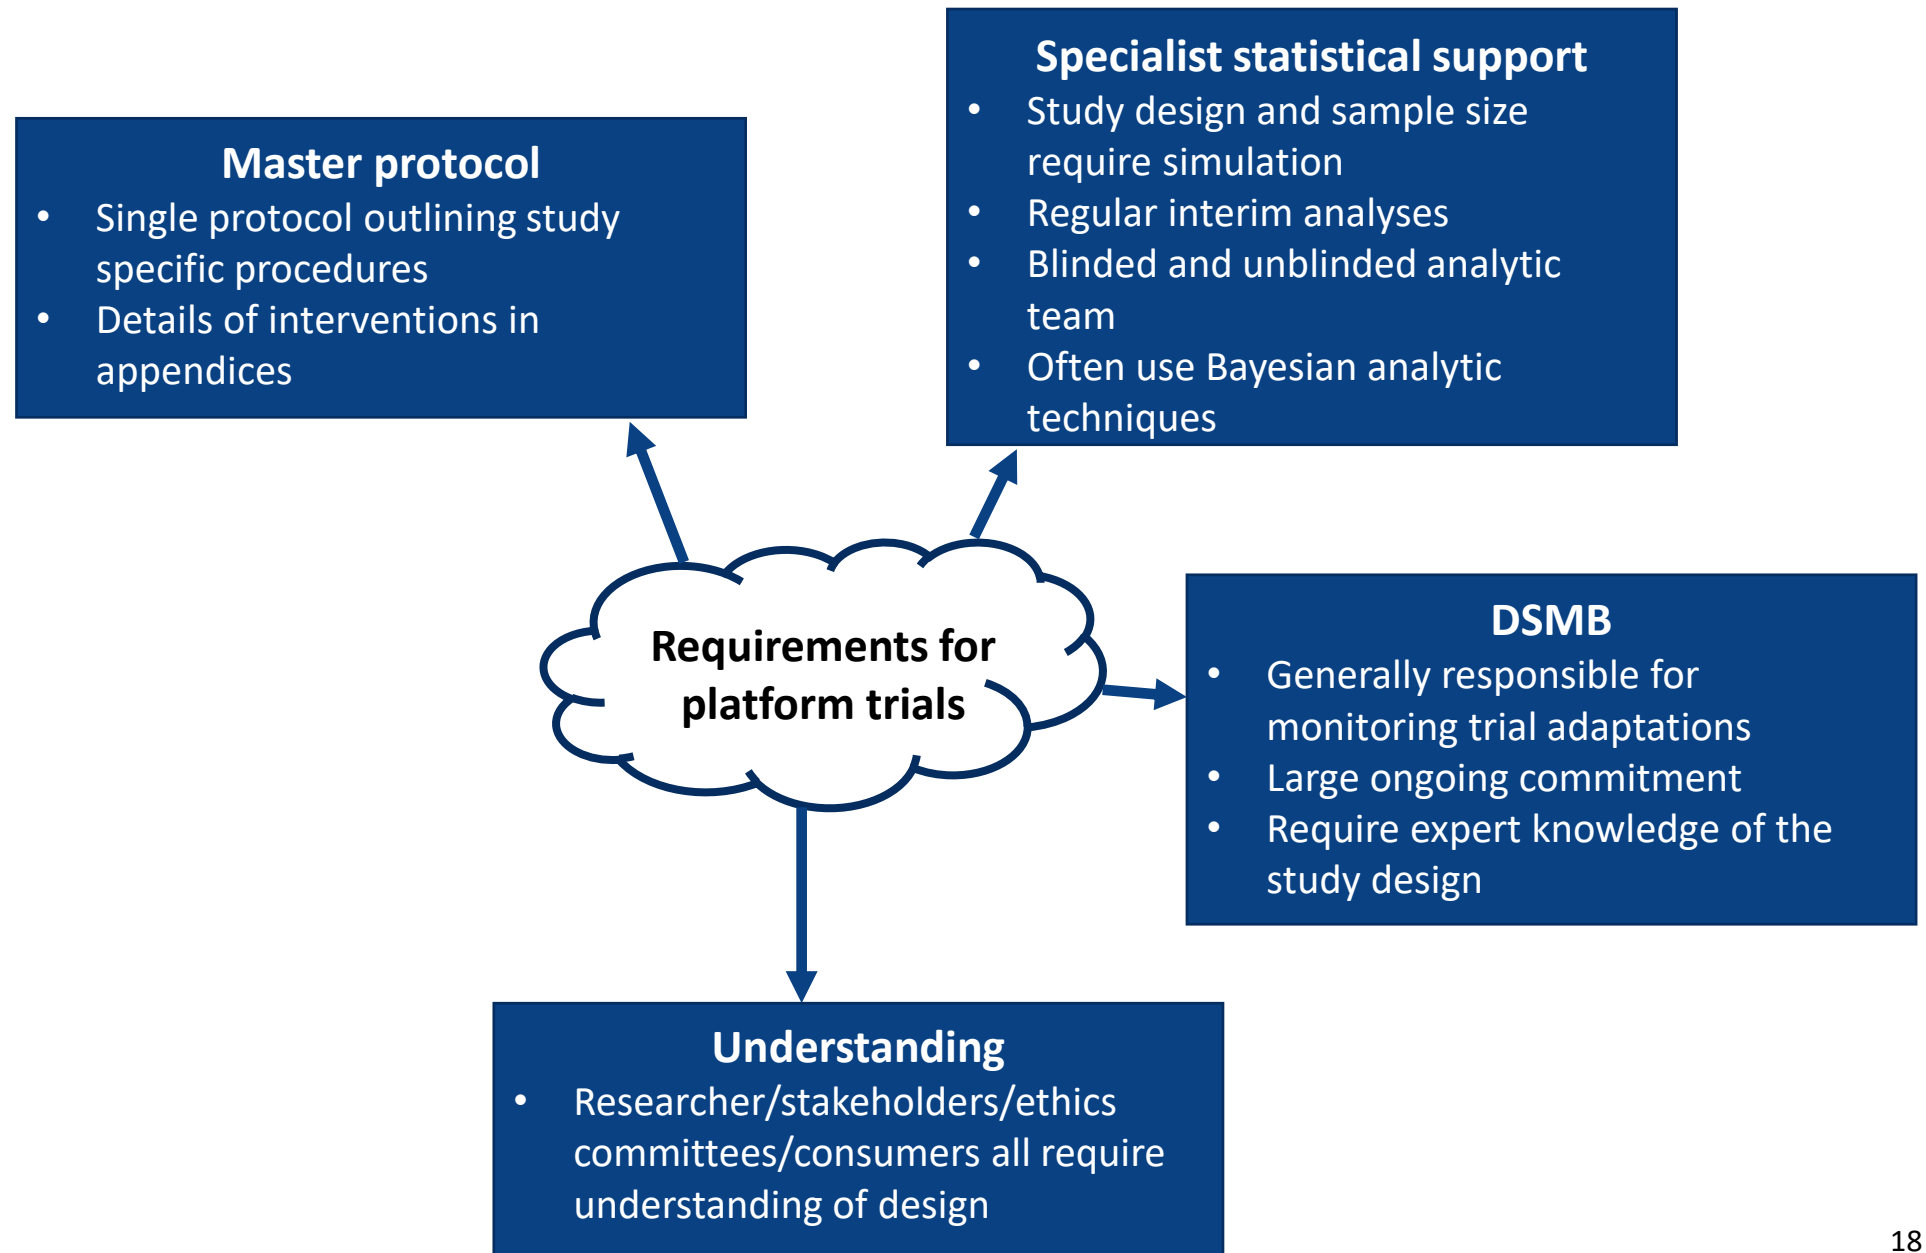 Specialist statistical support
• Study design and sample size
require simulation
• Regular interim analyses
• Blinded and unblinded analytic
team
• Often use Bayesian analytic
techniques
Master protocol
• Single protocol outlining study
specific procedures
• Details of interventions in
appendices
Requirements for
platform trials
DSMB
• Generally responsible for
monitoring trial adaptations
• Large ongoing commitment
• Require expert knowledge of the
study design
Understanding
• Researcher/stakeholders/ethics
committees/consumers all require
understanding of design
18